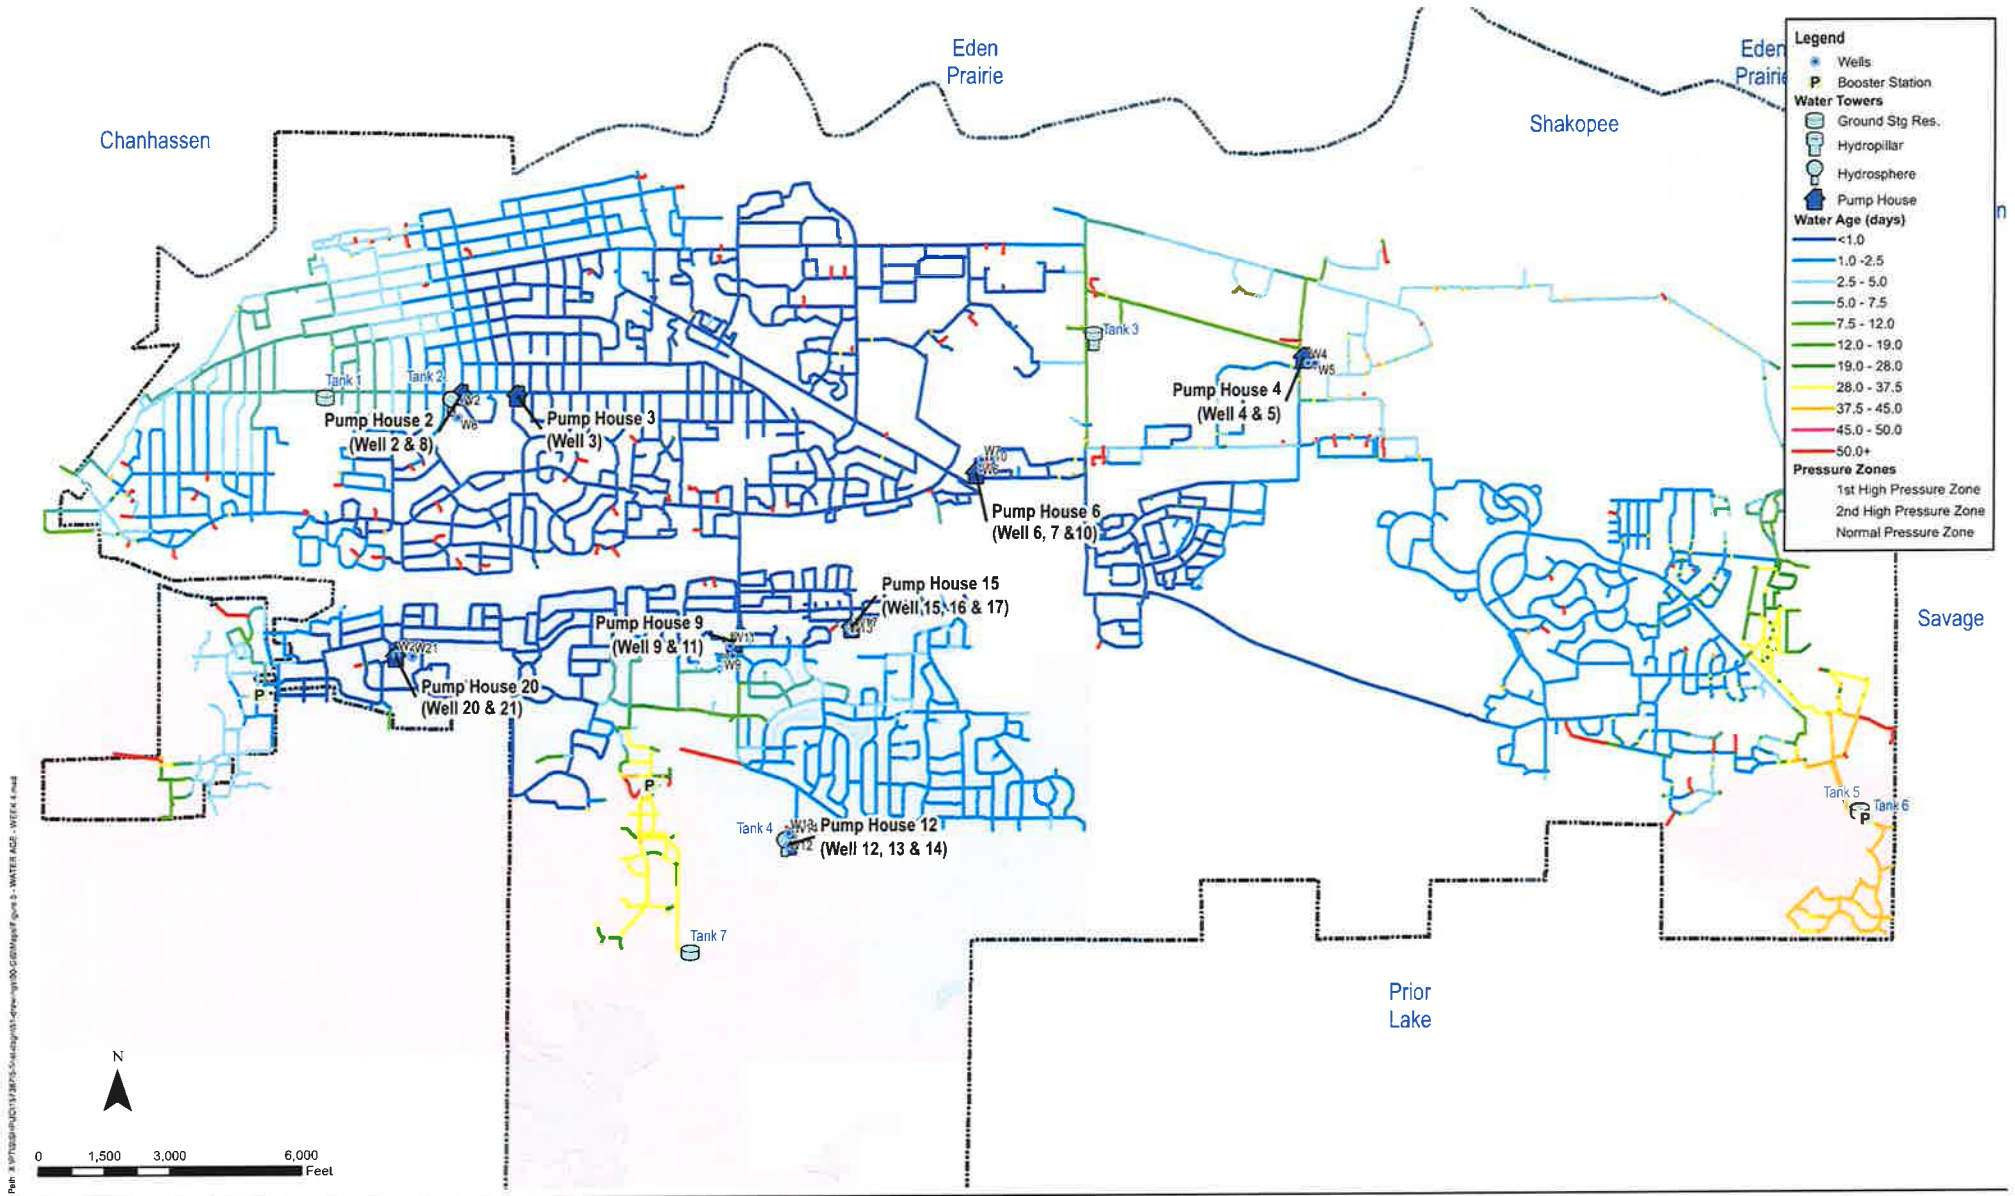 Eden
Prairie
Eden
Prairie
Chanhassen
Shakopee
Legend
Wells
P Booster Station
Water Towers
Ground Stg Res.
Hydropillar
Hydrosphere
Pump House
Water Age (days)
<1.0
1.0 -2.5
2.5 - 5.0
5.0 - 7.5
7.5 - 12.0
12.0 - 19.0
19.0 - 28.0
28.0 - 37.5
37.5 - 45.0
45.0 - 50.0
50.0+
Pressure Zones
1st High Pressure Zone
2nd High Pressure Zone
Normal Pressure Zone
n
Tank 3
W4
W5
Tank 1
Tank 2
Pump House 4
(Well 4 & 5)
Pump House 2
(Well 2 & 8)
Pump House 3
(Well 3)
Pump House 6
(Well 6, 7 &10)
Pump House 15
(Well 15, 16 & 17)
Pump House 9
(Well 9 & 11)
W11
W9
W21
Pump House 20
(Well 20 & 21)
P
Savage
P
Tank 4
Pump House 12
(Well 12, 13 & 14)
Tank 5
Tank 6
P
Tank 7
Prior
Lake
N
0 1,500 3,000 6,000
Feet